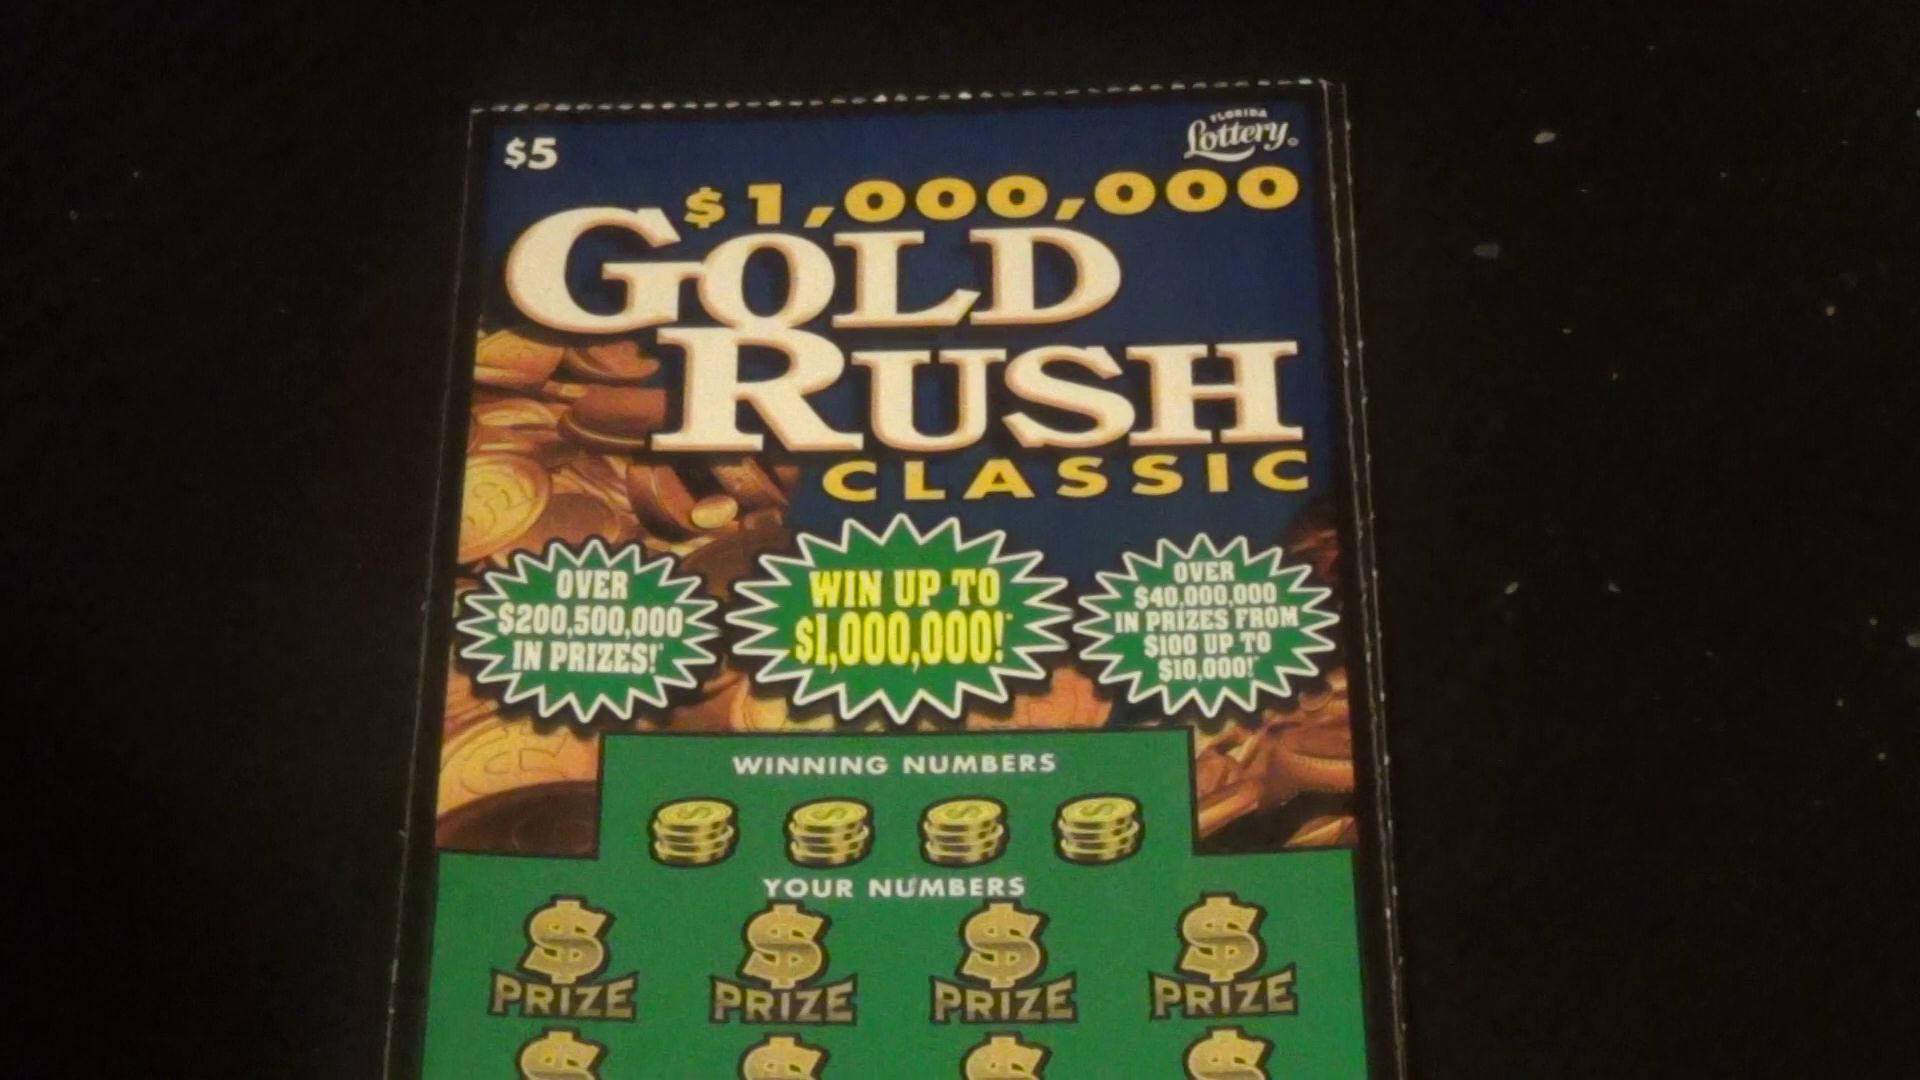 $5
FLORIDA
Lottery
$1,000,000
GOLD
RUSH
CLASSIC
OVER
$200,500,000
IN PRIZES!*
WIN UP TO
$1,000,000!*
OVER
$40,000,000
IN PRIZES FROM
$100 UP TO
$10,000!*
WINNING NUMBERS
YOUR NUMBERS
$ $ $ $
PRIZE PRIZE PRIZE PRIZE
$ $ $ $